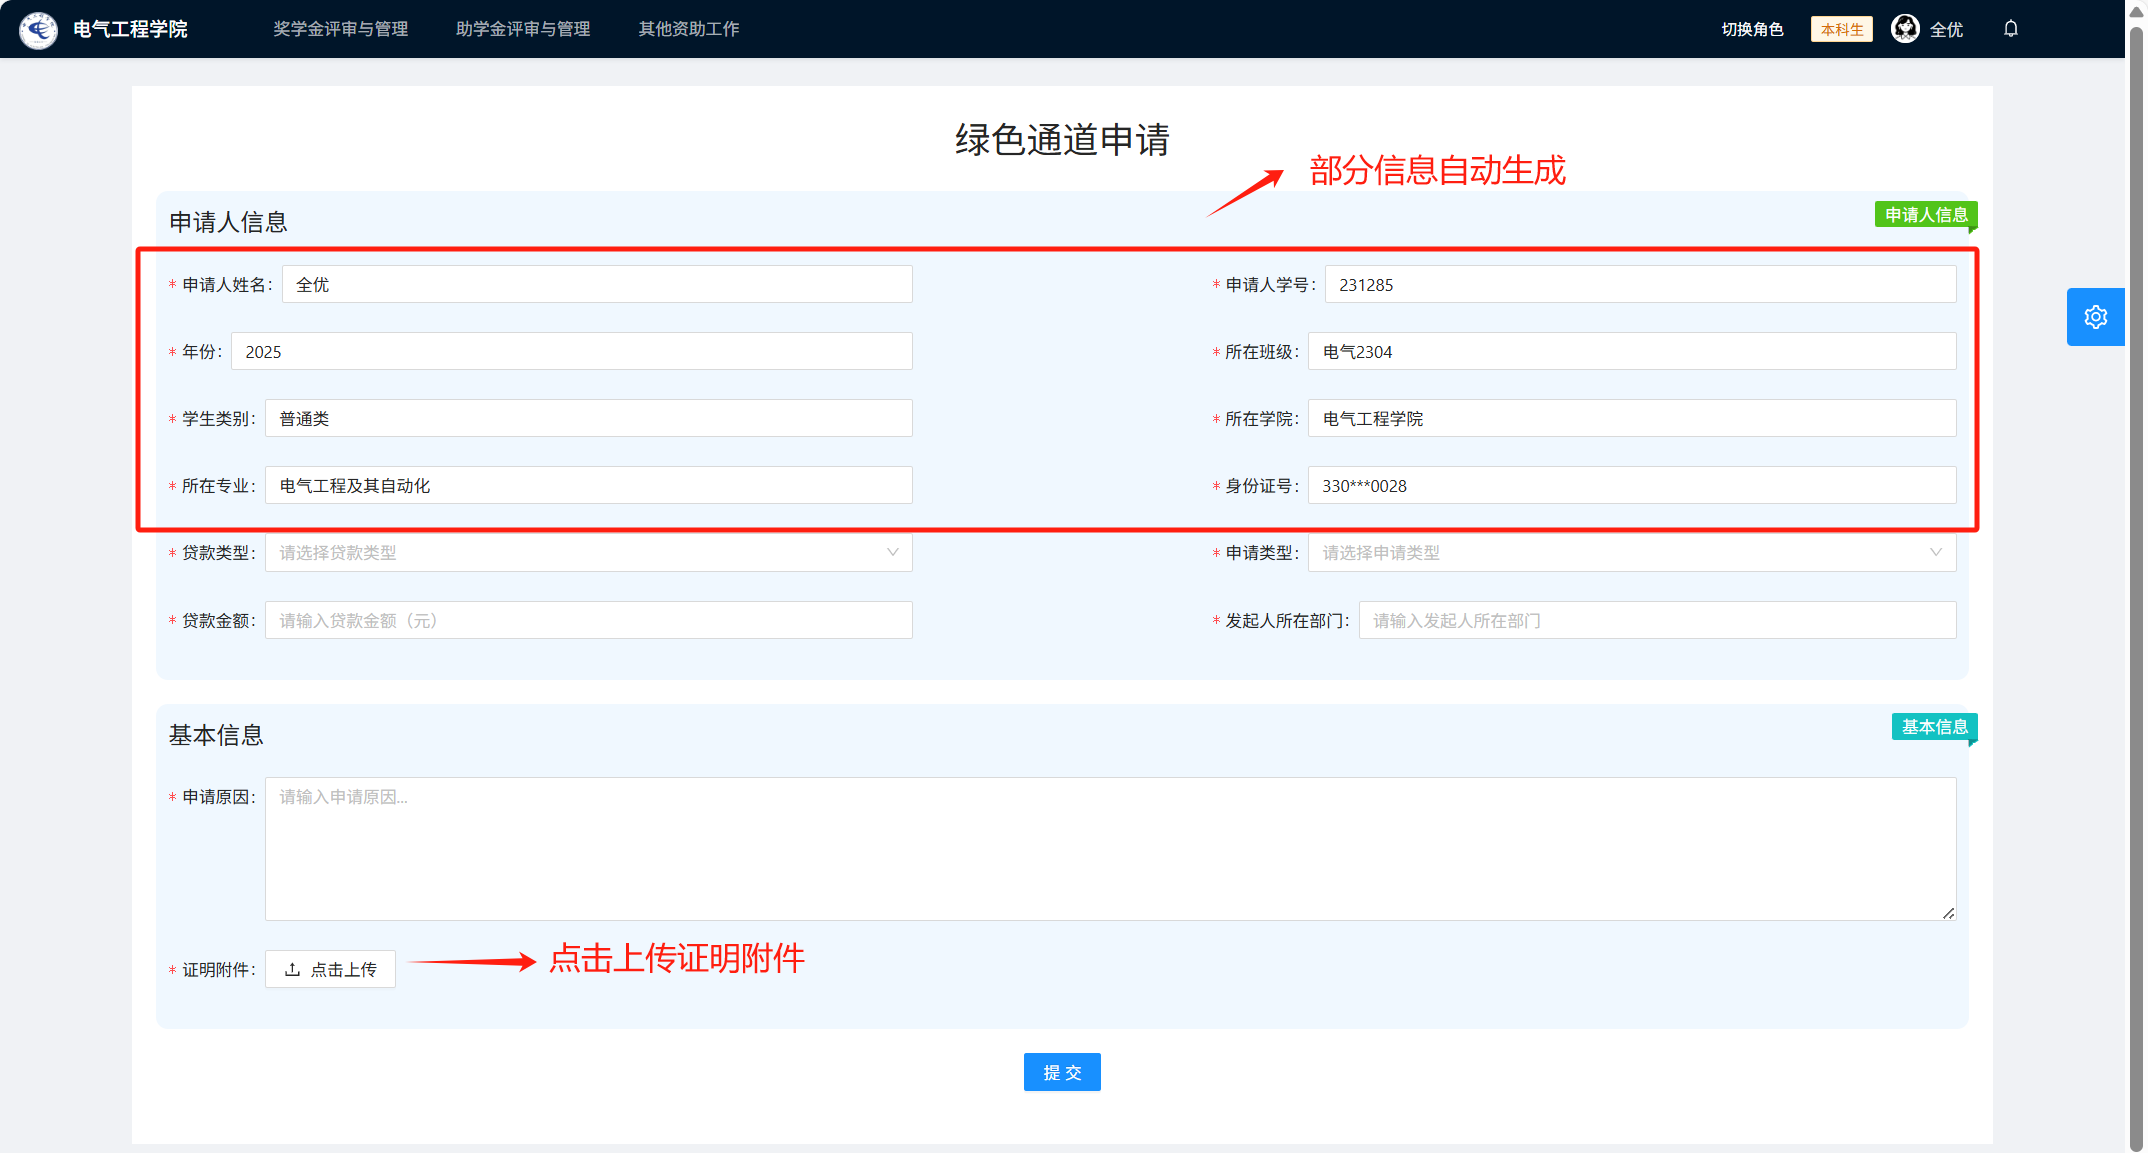 电气工程学院 奖学金评审与管理 助学金评审与管理 其他资助工作 切换角色 本科生 全优
绿色通道申请
部分信息自动生成
申请人信息 申请人信息
* 申请人姓名： 全优 * 申请人学号： 231285
* 年份： 2025 * 所在班级： 电气2304
* 学生类别： 普通类 * 所在学院： 电气工程学院
* 所在专业： 电气工程及其自动化 * 身份证号： 330***0028
* 贷款类型： 请选择贷款类型 * 申请类型： 请选择申请类型
* 贷款金额： 请输入贷款金额（元） * 发起人所在部门： 请输入发起人所在部门
基本信息 基本信息
* 申请原因： 请输入申请原因...
* 证明附件： 点击上传 点击上传证明附件
提 交